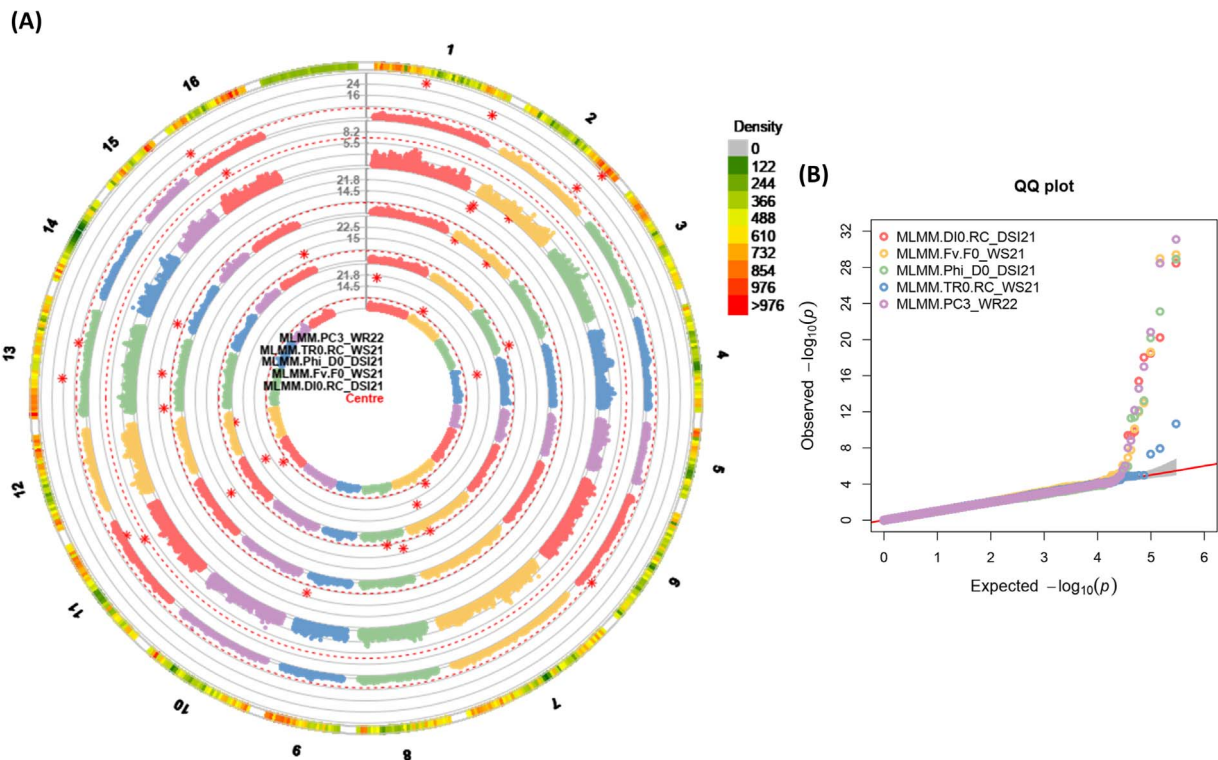 (A)
1
2
3
4
5
6
7
8
9
10
11
12
13
14
15
16
24
16
8.2
5.5
21.8
14.5
22.5
15
21.8
14.5
MLMM.PC3_WR22
MLMM.TR0.RC_WS21
MLMM.Phi_D0_DSI21
MLMM.Fv.F0_WS21
MLMM.DI0.RC_DSI21
Centre
Density
0
122
244
366
488
610
732
854
976
>976
(B)
QQ plot
MLMM.DI0.RC_DSI21
MLMM.Fv.F0_WS21
MLMM.Phi_D0_DSI21
MLMM.TR0.RC_WS21
MLMM.PC3_WR22
Observed −log10(p)
32
28
24
20
16
12
8
4
0
0 1 2 3 4 5 6
Expected −log10(p)